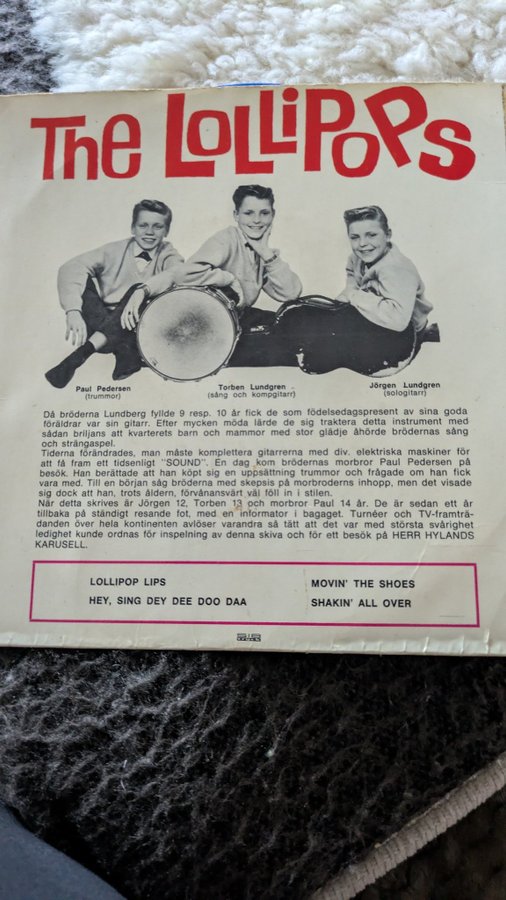 The LoLLiPoPs
Paul Pedersen
(trummor)
Torben Lundgren
(sång och kompgitarr)
Jörgen Lundgren
(sologitarr)
Då bröderna Lundberg fyllde 9 resp. 10 år fick de som födelsedagspresent av sina goda
föräldrar var sin gitarr. Efter mycken möda lärde de sig traktera detta instrument med
sådan briljans att kvarterets barn och mammor med stor glädje åhörde brödernas sång
och strängaspel.
Tiderna förändrades, man måste komplettera gitarrerna med div. elektriska maskiner för
att få fram ett tidsenligt "SOUND". En dag kom brödernas morbror Paul Pedersen på
besök. Han berättade att han köpt sig en uppsättning trummor och frågade om han fick
vara med. Till en början såg bröderna med skepsis på morbroderns inhopp, men det visade
sig dock att han, trots åldern, förvånansvärt väl föll in i stilen.
När detta skrives är Jörgen 12, Torben 13 och morbror Paul 14 år. De är sedan ett år
tillbaka på ständigt resande fot, med en informator i bagaget. Turnéer och TV-framträ-
danden över hela kontinenten avlöser varandra så tätt att det var med största svårighet
ledighet kunde ordnas för inspelning av denna skiva och för ett besök på HERR HYLANDS
KARUSELL.
LOLLIPOP LIPS
HEY, SING DEY DEE DOO DAA
MOVIN' THE SHOES
SHAKIN' ALL OVER